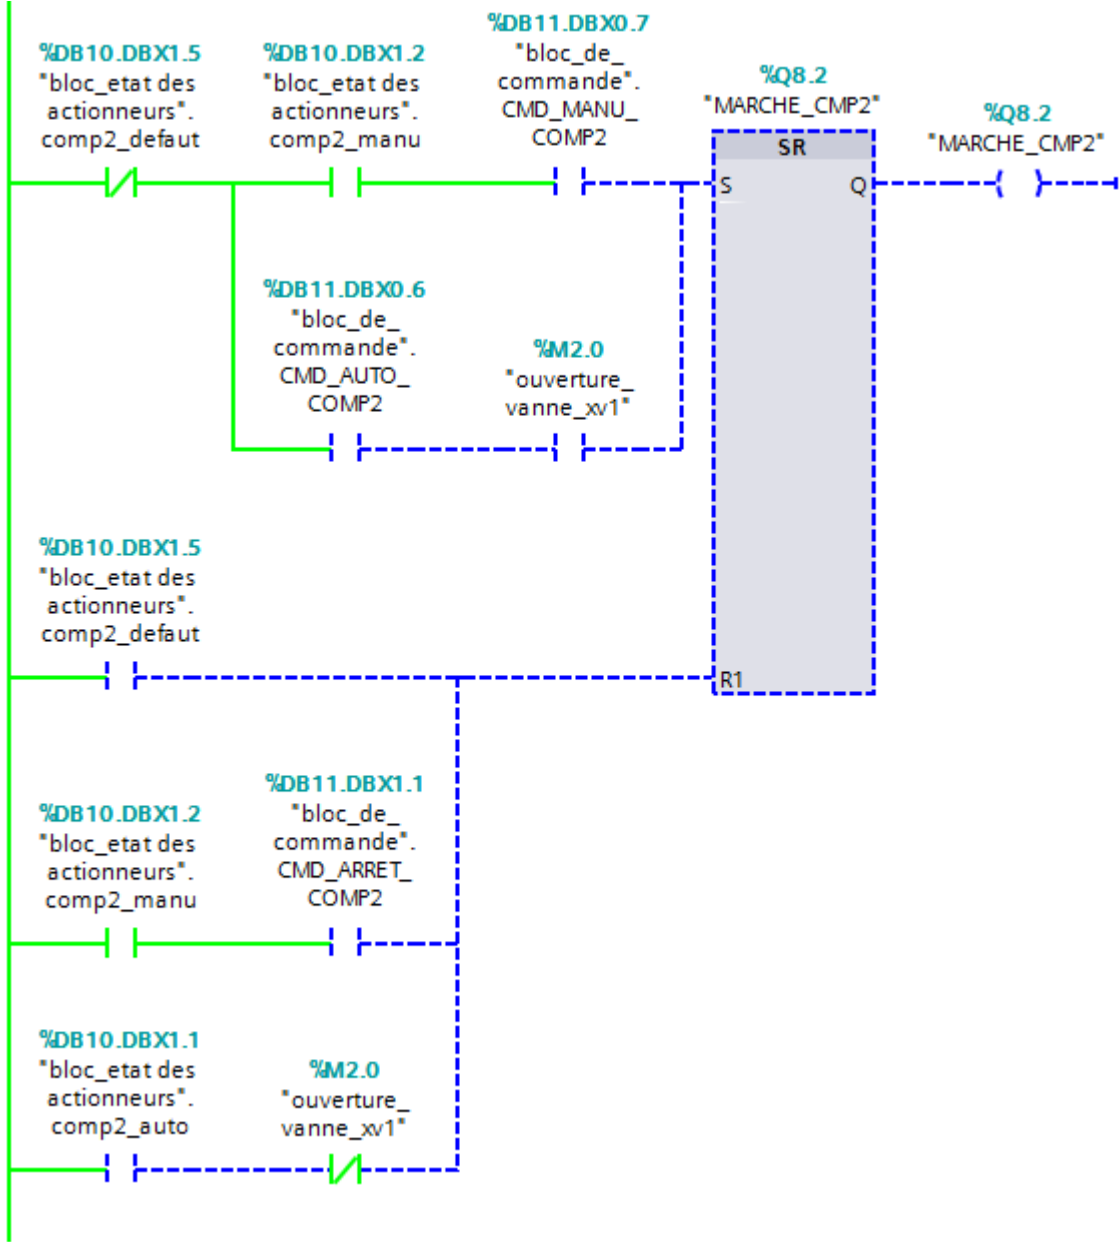 %DB10.DBX1.5
"bloc_etat des
actionneurs".
comp2_defaut
%DB10.DBX1.2
"bloc_etat des
actionneurs".
comp2_manu
%DB11.DBX0.7
"bloc_de_
commande".
CMD_MANU_
COMP2
%Q8.2
"MARCHE_CMP2"
SR
S
Q
%Q8.2
"MARCHE_CMP2"
%DB11.DBX0.6
"bloc_de_
commande".
CMD_AUTO_
COMP2
%M2.0
"ouverture_
vanne_xv1"
%DB10.DBX1.5
"bloc_etat des
actionneurs".
comp2_defaut
R1
%DB10.DBX1.2
"bloc_etat des
actionneurs".
comp2_manu
%DB11.DBX1.1
"bloc_de_
commande".
CMD_ARRET_
COMP2
%DB10.DBX1.1
"bloc_etat des
actionneurs".
comp2_auto
%M2.0
"ouverture_
vanne_xv1"